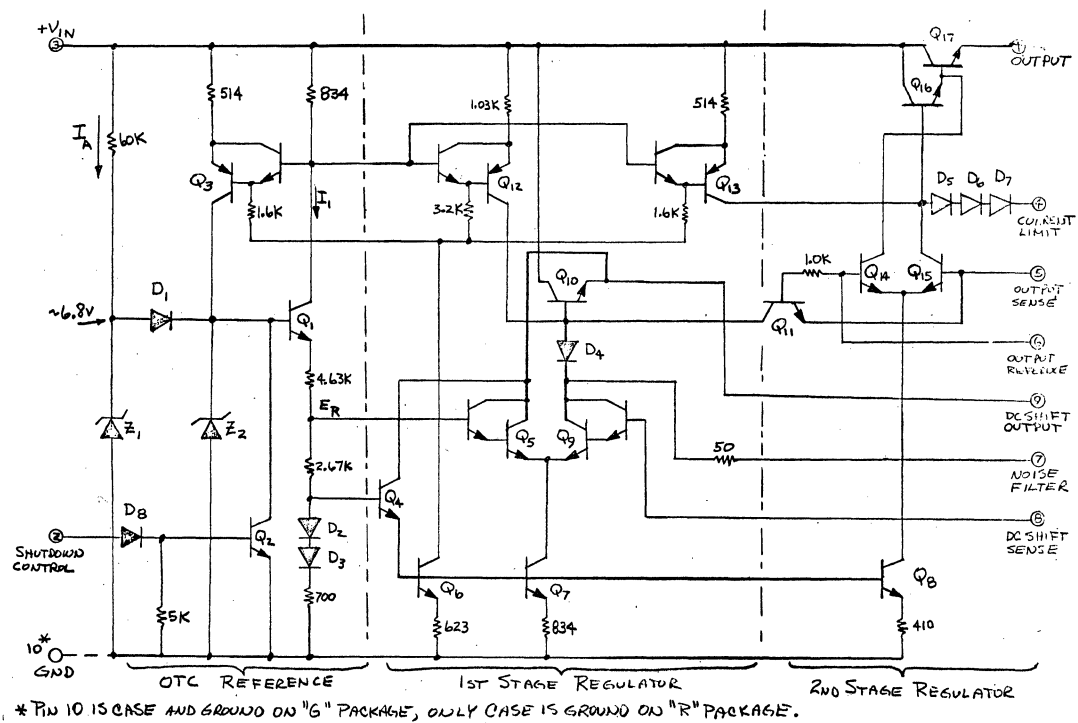 +VIN
3
Q17
1
OUTPUT
514
834
1.03K
514
Q16
IA
60K
Q3
I1
Q12
Q13
D5 D6 D7
4
CURRENT
LIMIT
1.6K
3.2K
1.6K
Q10
1.0K
Q14
Q15
5
OUTPUT
SENSE
~6.8V
D1
Q1
Q11
D4
6
OUTPUT
REFERENCE
4.63K
ER
9
DC SHIFT
OUTPUT
Z1
Z2
Q5
Q9
50
7
NOISE
FILTER
2.67K
Q4
D8
2
SHUTDOWN
CONTROL
Q2
D2
D3
8
DC SHIFT
SENSE
Q6
Q7
Q8
5K
700
623
834
410
10*
GND
OTC REFERENCE
1ST STAGE REGULATOR
2ND STAGE REGULATOR
* PIN 10 IS CASE AND GROUND ON "G" PACKAGE, ONLY CASE IS GROUND ON "R" PACKAGE.